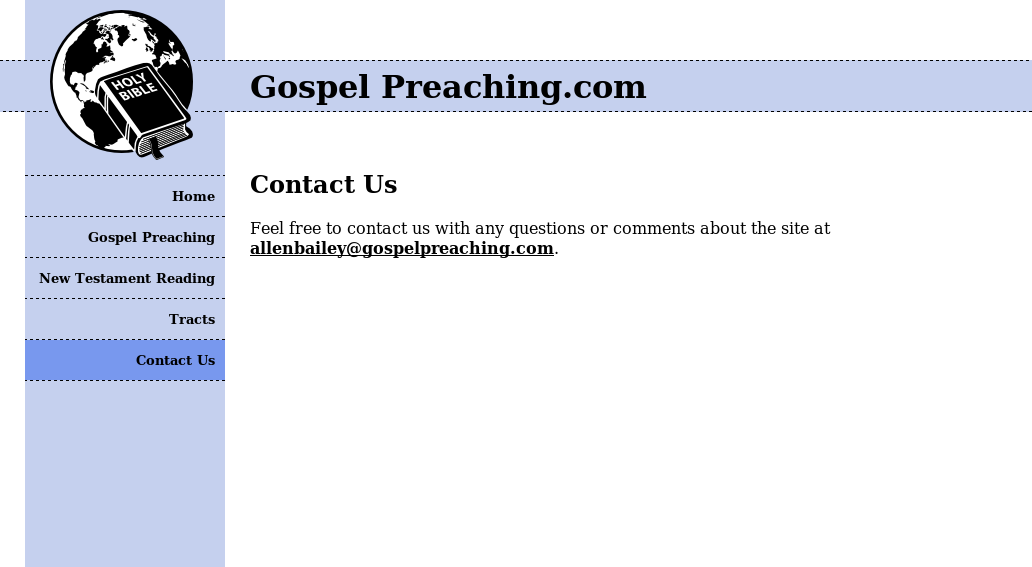 HOLY
BIBLE
Gospel Preaching.com
Home
Gospel Preaching
New Testament Reading
Tracts
Contact Us
Contact Us
Feel free to contact us with any questions or comments about the site at
allenbailey@gospelpreaching.com.